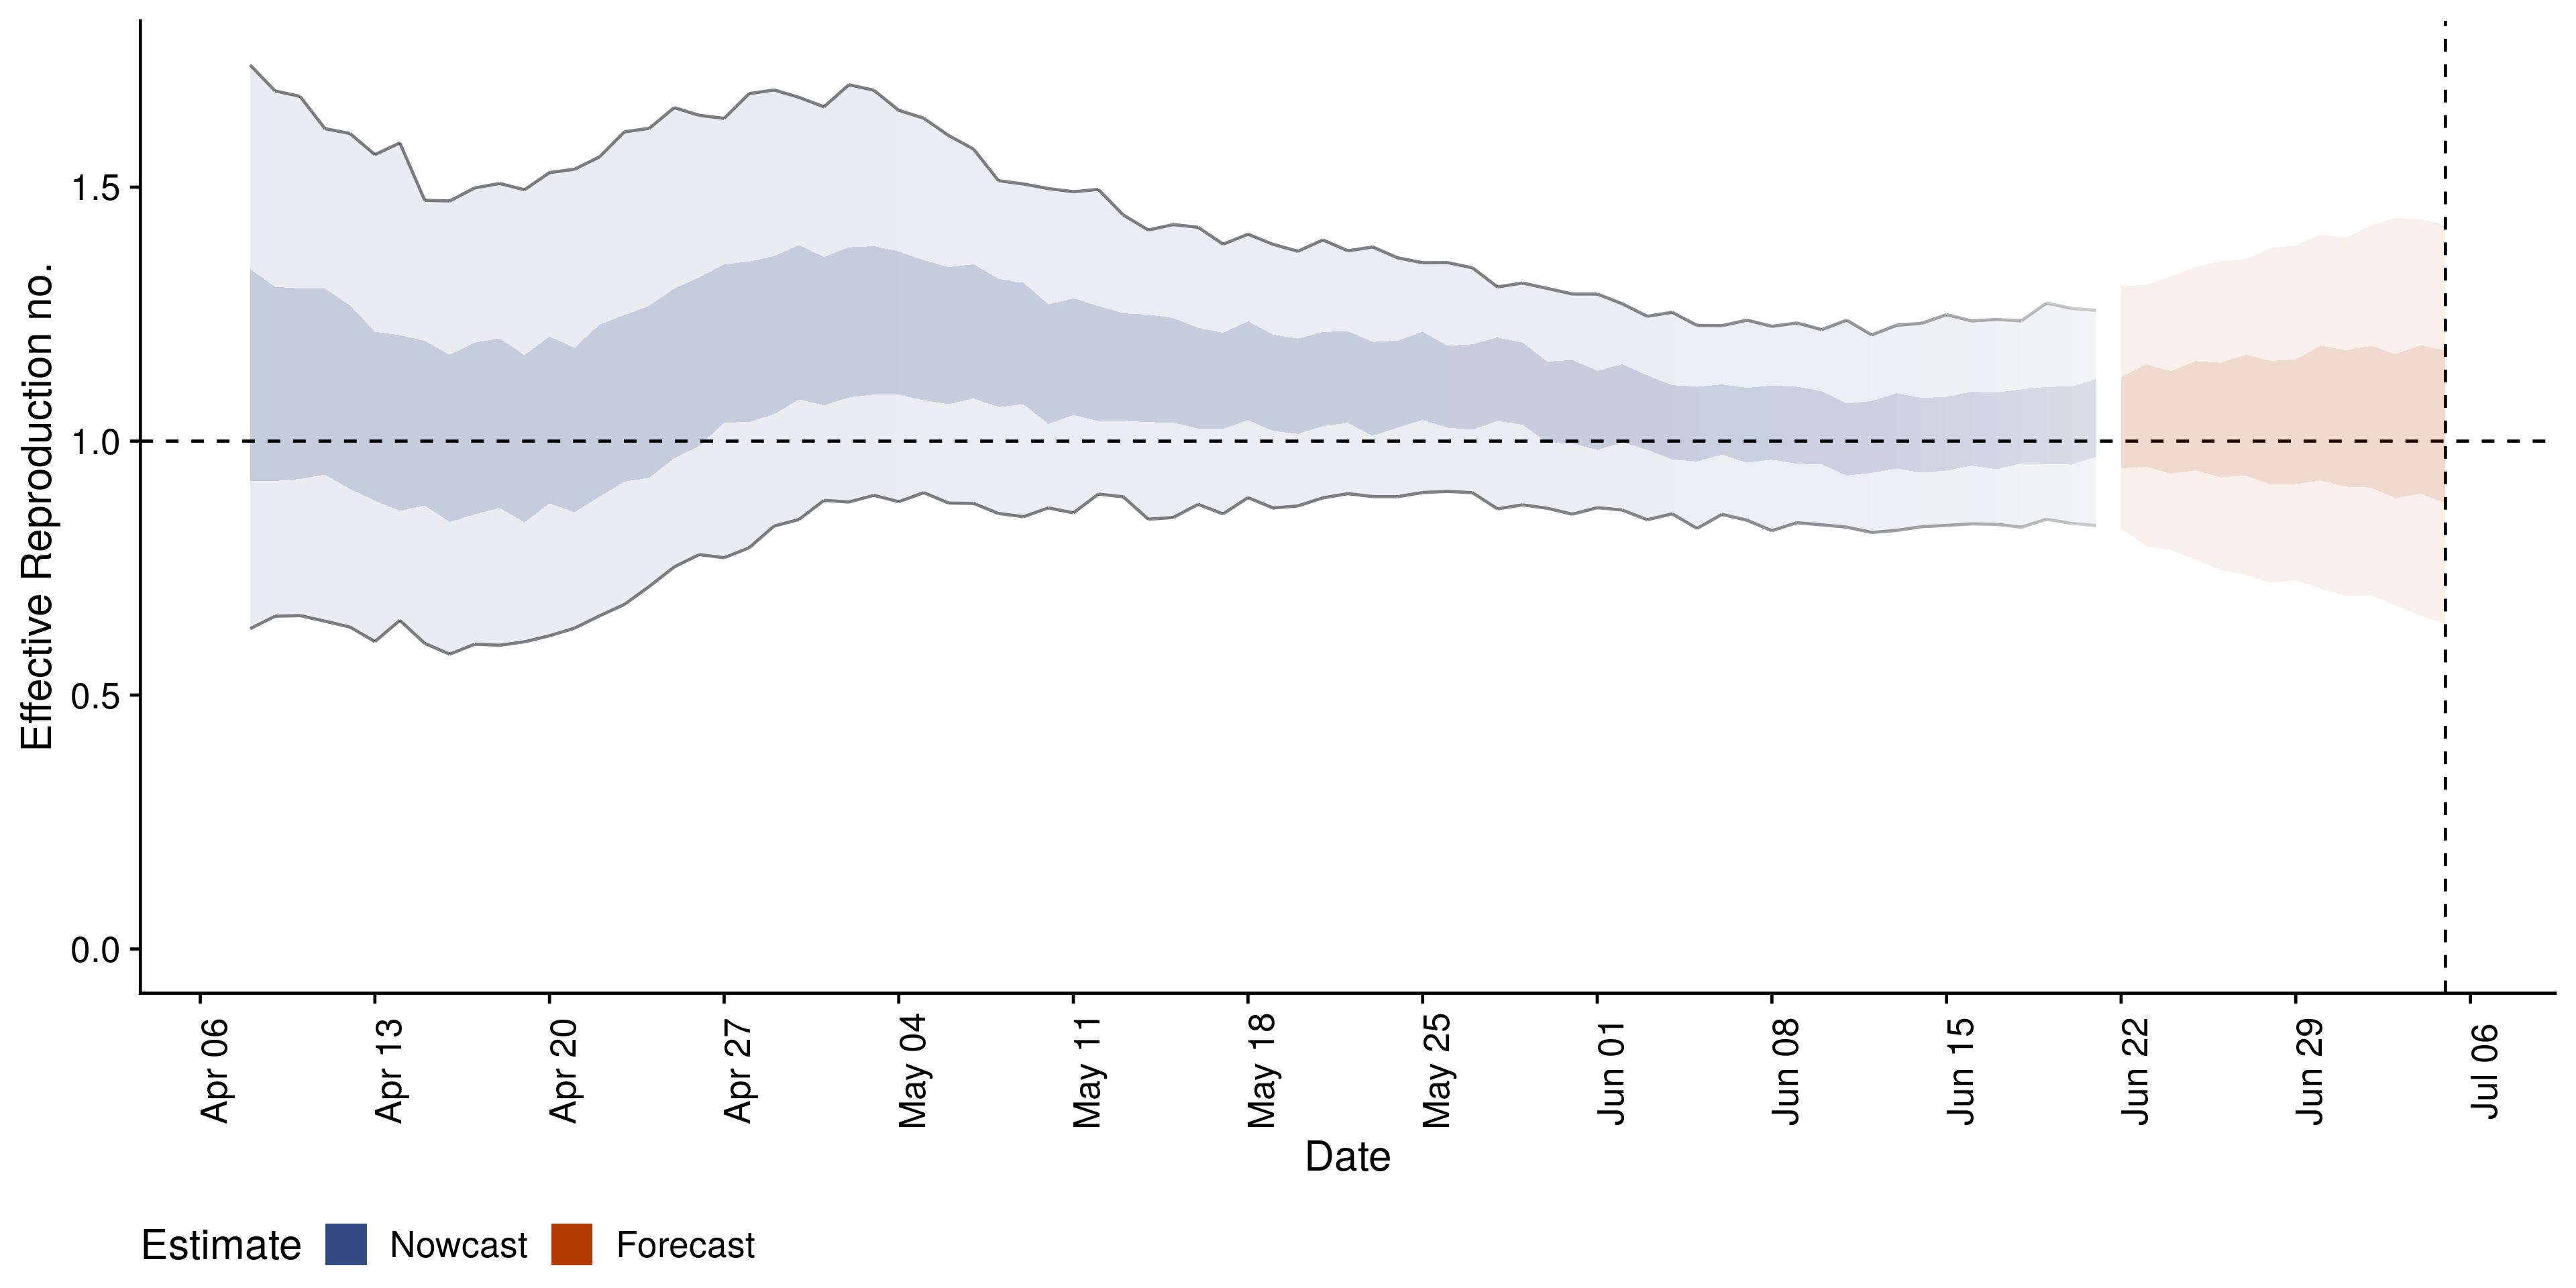 Effective Reproduction no.
1.5
1.0
0.5
0.0
Apr 06
Apr 13
Apr 20
Apr 27
May 04
May 11
May 18
May 25
Jun 01
Jun 08
Jun 15
Jun 22
Jun 29
Jul 06
Date
Estimate Nowcast Forecast